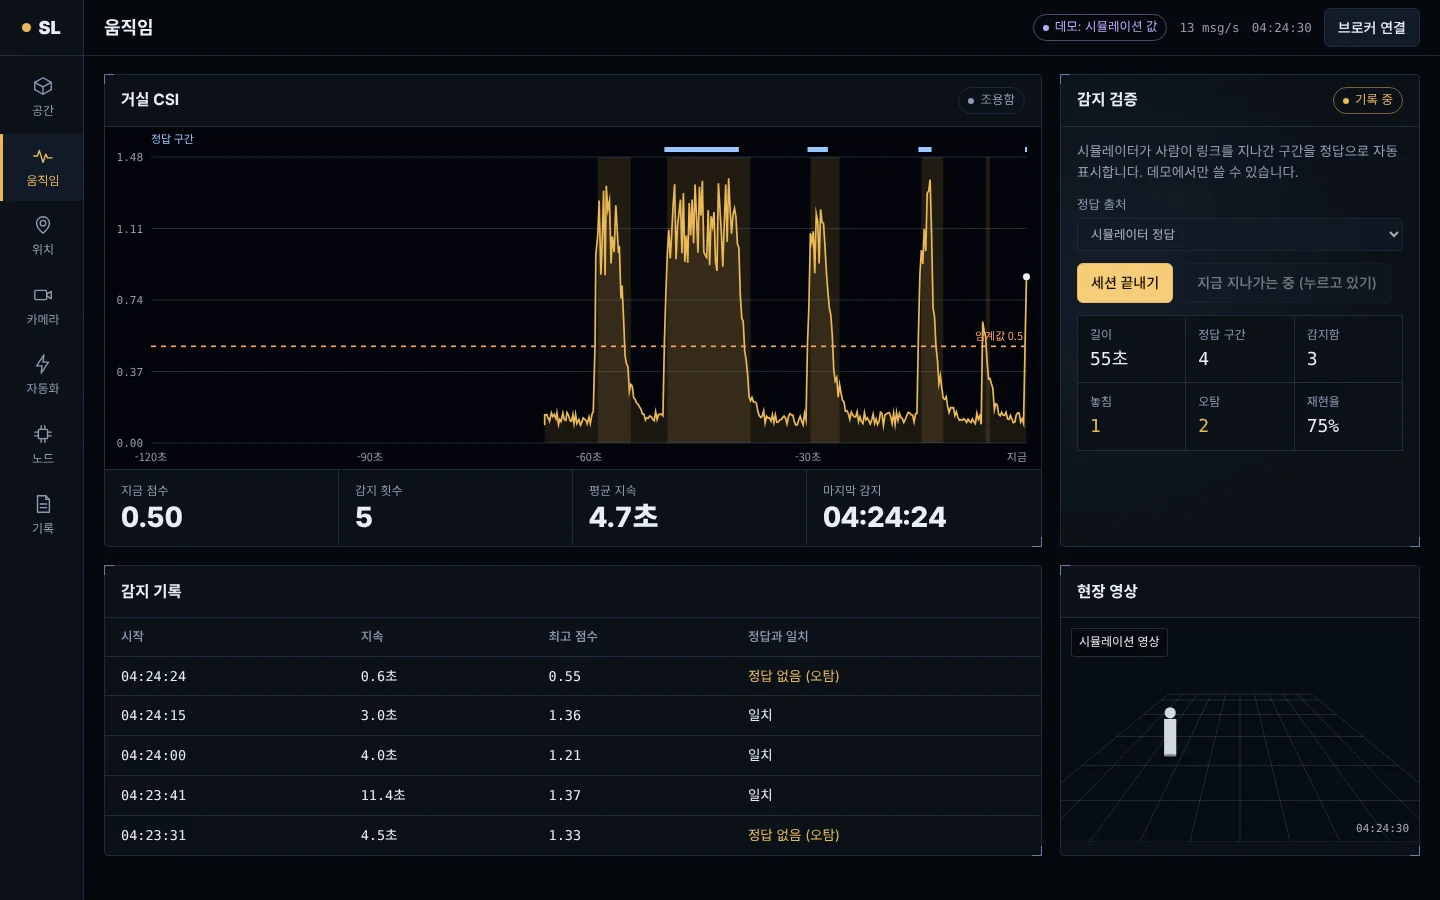 SL
움직임
데모: 시뮬레이션 값
13 msg/s
04:24:30
브로커 연결
공간
움직임
위치
카메라
자동화
노드
기록
거실 CSI
조용함
정답 구간
1.48
1.11
0.74
0.37
0.00
임계값 0.5
-120초
-90초
-60초
-30초
지금
지금 점수
0.50
감지 횟수
5
평균 지속
4.7초
마지막 감지
04:24:24
감지 검증
기록 중
시뮬레이터가 사람이 링크를 지나간 구간을 정답으로 자동
표시합니다. 데모에서만 쓸 수 있습니다.
정답 출처
시뮬레이터 정답
세션 끝내기
지금 지나가는 중 (누르고 있기)
길이
55초
정답 구간
4
감지함
3
놓침
1
오탐
2
재현율
75%
감지 기록
시작 지속 최고 점수 정답과 일치
04:24:24 0.6초 0.55 정답 없음 (오탐)
04:24:15 3.0초 1.36 일치
04:24:00 4.0초 1.21 일치
04:23:41 11.4초 1.37 일치
04:23:31 4.5초 1.33 정답 없음 (오탐)
현장 영상
시뮬레이션 영상
04:24:30